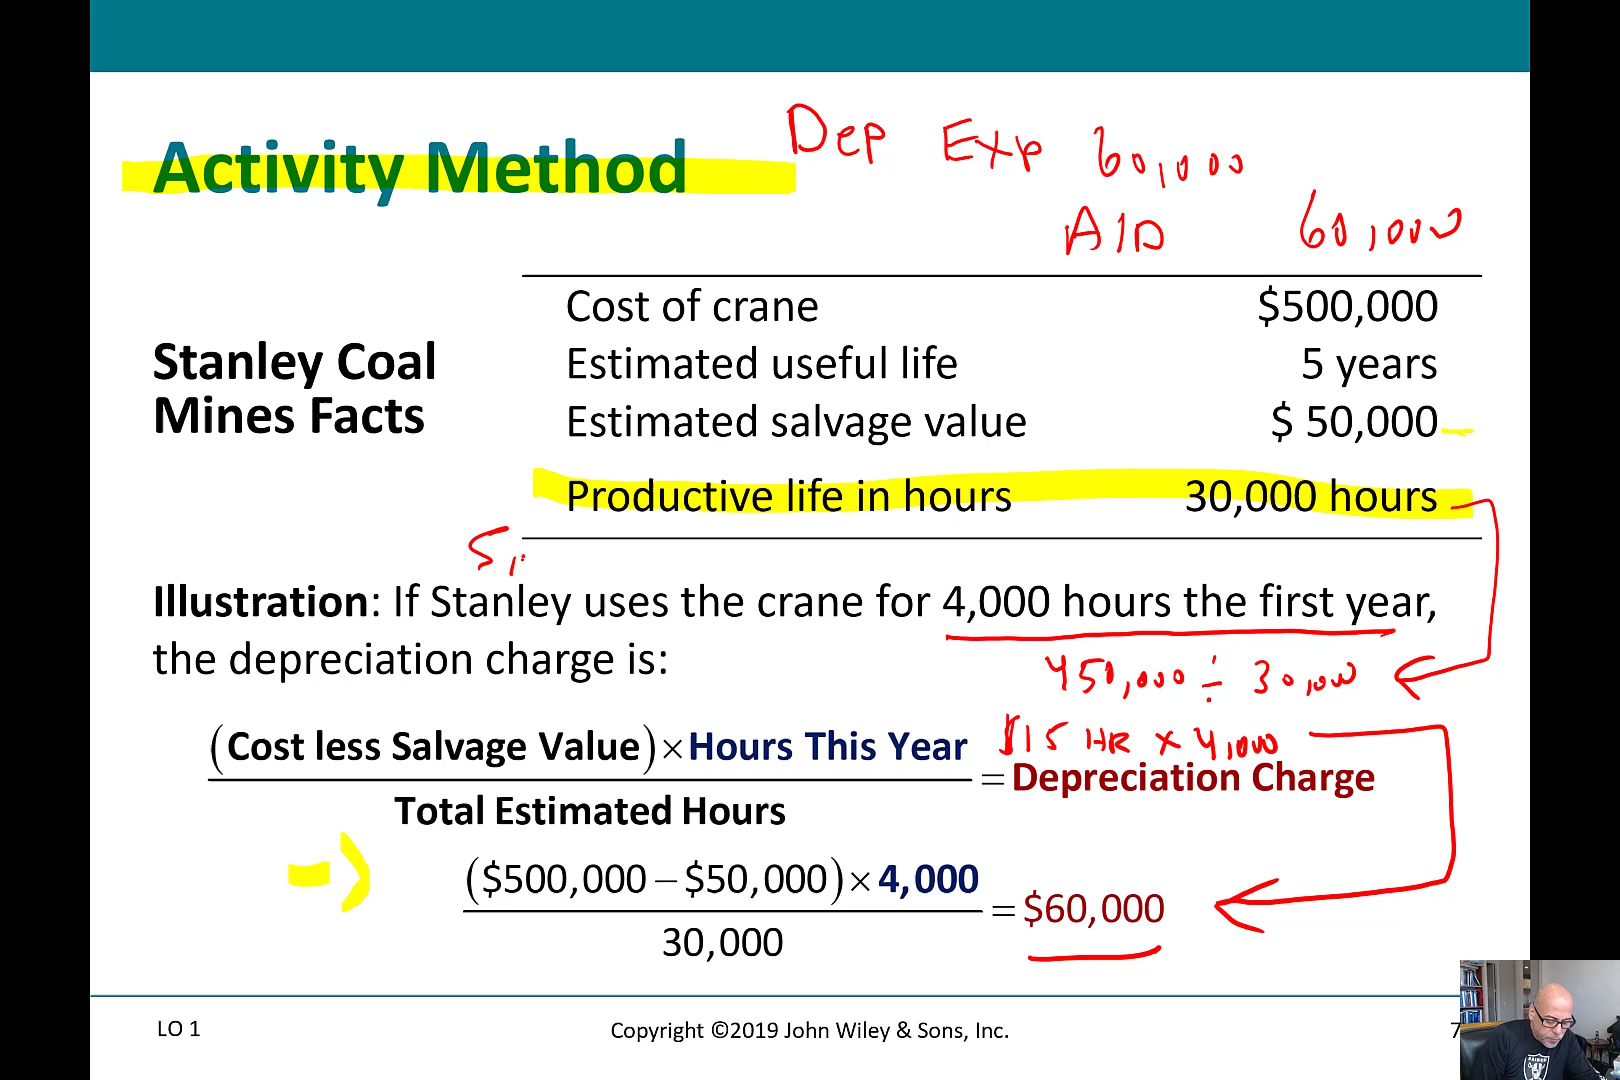 Activity Method
Dep Exp 60,000
A/D 60,000
Cost of crane $500,000
Estimated useful life 5 years
Estimated salvage value $ 50,000
Productive life in hours 30,000 hours
Stanley Coal
Mines Facts
5,
Illustration: If Stanley uses the crane for 4,000 hours the first year,
the depreciation charge is:
450,000 ÷ 30,000
$15 HR × 4,000
(Cost less Salvage Value) × Hours This Year
Total Estimated Hours
= Depreciation Charge
($500,000 – $50,000) × 4,000
30,000
= $60,000
LO 1
Copyright ©2019 John Wiley & Sons, Inc.
7
RAIDERS